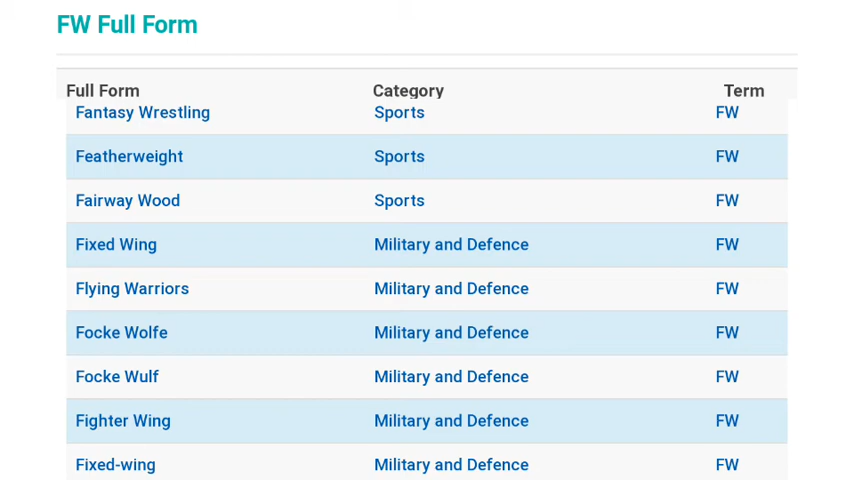 FW Full Form
Full Form Category Term
Fantasy Wrestling Sports FW
Featherweight Sports FW
Fairway Wood Sports FW
Fixed Wing Military and Defence FW
Flying Warriors Military and Defence FW
Focke Wolfe Military and Defence FW
Focke Wulf Military and Defence FW
Fighter Wing Military and Defence FW
Fixed-wing Military and Defence FW